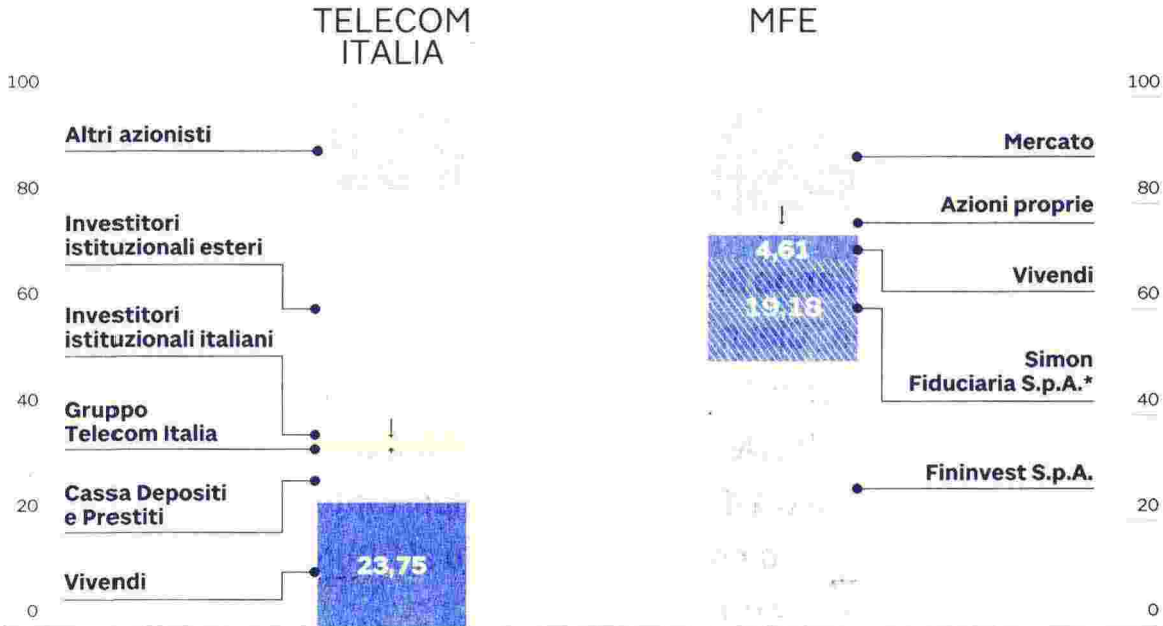 TELECOM
ITALIA
MFE
100
80
60
40
20
0
Altri azionisti
Investitori
istituzionali esteri
Investitori
istituzionali italiani
Gruppo
Telecom Italia
Cassa Depositi
e Prestiti
Vivendi
23,75
4,61
19,18
Mercato
Azioni proprie
Vivendi
Simon
Fiduciaria S.p.A.*
Fininvest S.p.A.
100
80
60
40
20
0